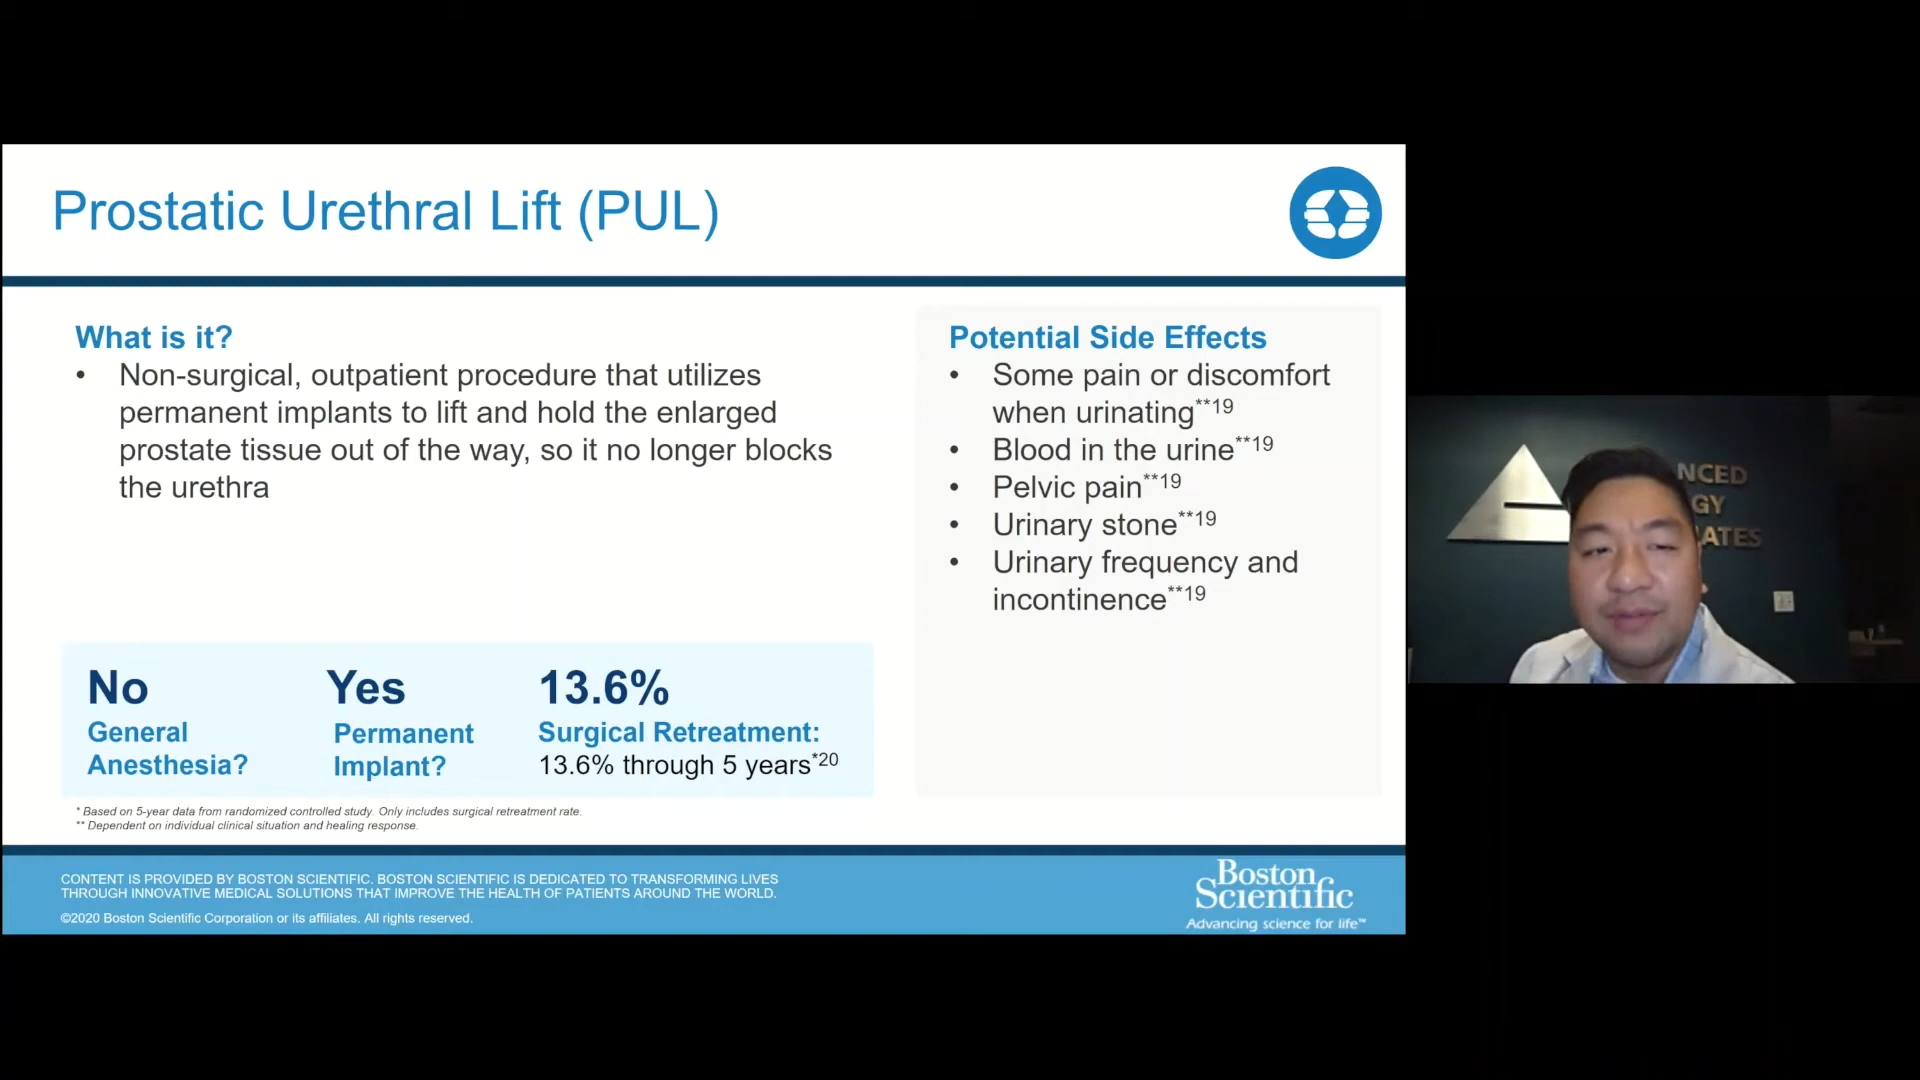 Prostatic Urethral Lift (PUL)
What is it?
• Non-surgical, outpatient procedure that utilizes
permanent implants to lift and hold the enlarged
prostate tissue out of the way, so it no longer blocks
the urethra
Potential Side Effects
• Some pain or discomfort
when urinating**19
• Blood in the urine**19
• Pelvic pain**19
• Urinary stone**19
• Urinary frequency and
incontinence**19
No
General
Anesthesia?
Yes
Permanent
Implant?
13.6%
Surgical Retreatment:
13.6% through 5 years*20
* Based on 5-year data from randomized controlled study. Only includes surgical retreatment rate.
** Dependent on individual clinical situation and healing response.
CONTENT IS PROVIDED BY BOSTON SCIENTIFIC. BOSTON SCIENTIFIC IS DEDICATED TO TRANSFORMING LIVES
THROUGH INNOVATIVE MEDICAL SOLUTIONS THAT IMPROVE THE HEALTH OF PATIENTS AROUND THE WORLD.
©2020 Boston Scientific Corporation or its affiliates. All rights reserved.
Boston
Scientific
Advancing science for life™
NCED
GY
ATES